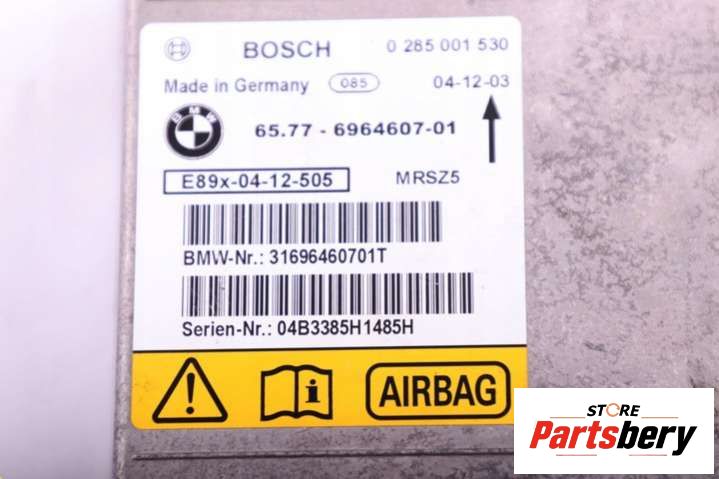 BOSCH 0 285 001 530
Made in Germany 085 04-12-03
BMW
65.77 - 6964607-01
E89x-04-12-505 MRSZ5
BMW-Nr.: 31696460701T
Serien-Nr.: 04B3385H1485H
i
AIRBAG
STORE
Partsbery